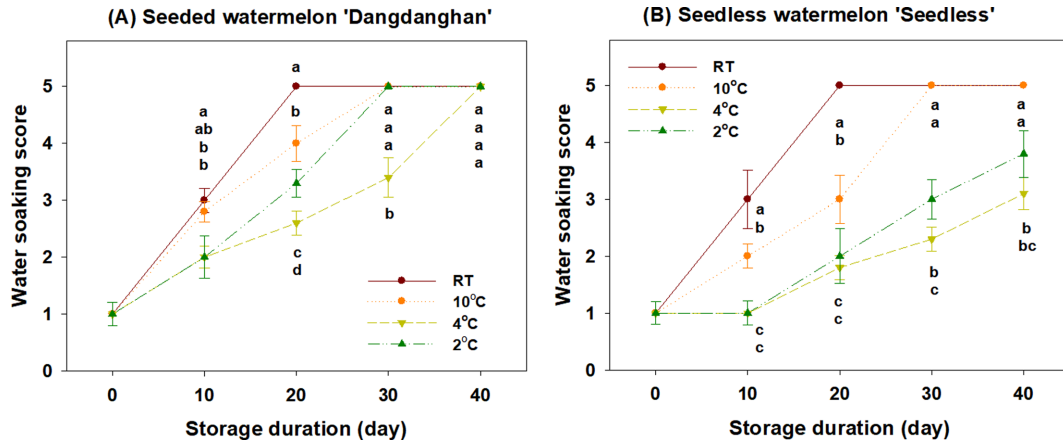 (A) Seeded watermelon 'Dangdanghan'
Water soaking score
5
4
3
2
1
0
0 10 20 30 40
Storage duration (day)
a
ab
b
b
a
b
c
d
a
a
a
b
a
a
a
a
RT
10°C
4°C
2°C
(B) Seedless watermelon 'Seedless'
Water soaking score
5
4
3
2
1
0
0 10 20 30 40
Storage duration (day)
RT
10°C
4°C
2°C
a
b
c
c
a
b
c
c
a
a
b
c
a
a
b
bc